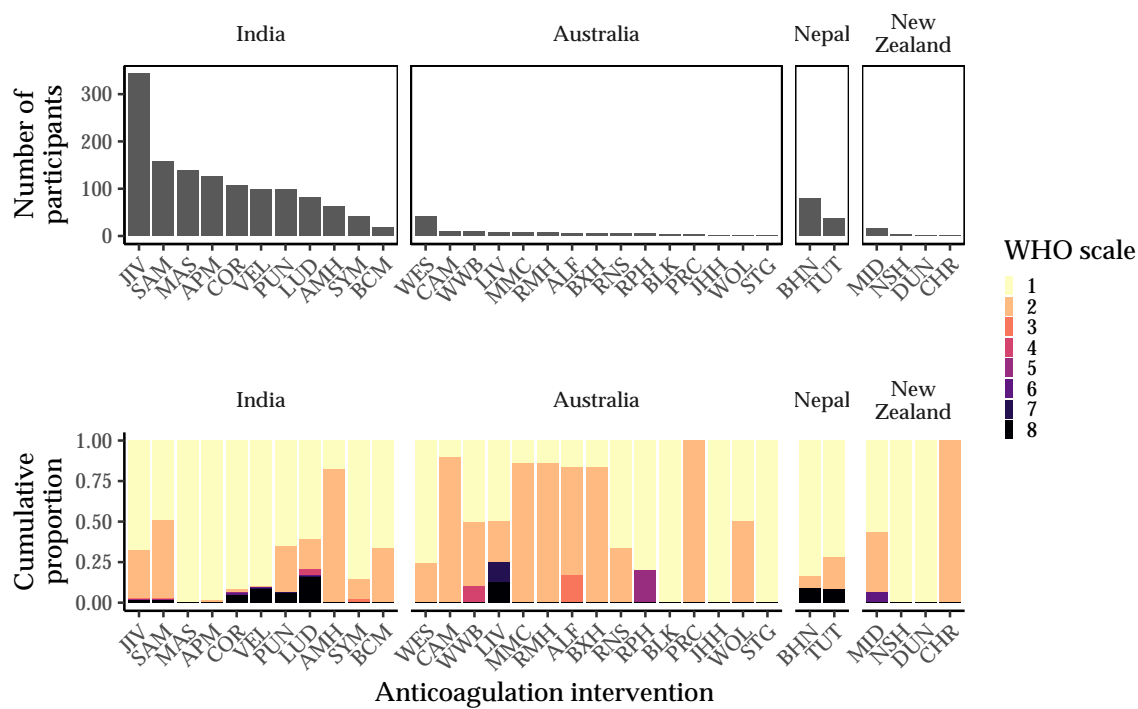 India
Australia
Nepal
New
Zealand
Number of
participants
300
200
100
0
JIV
SAM
MAS
APM
COR
VEL
PUN
LUD
AMH
SYM
BCM
WES
CAM
WWB
LIV
MMC
RMH
ALF
BXH
RNS
RPH
BLK
PRC
JHH
WOL
STG
BHN
TUT
MID
NSH
DUN
CHR
WHO scale
1
2
3
4
5
6
7
8
India
Australia
Nepal
New
Zealand
Cumulative
proportion
1.00
0.75
0.50
0.25
0.00
JIV
SAM
MAS
APM
COR
VEL
PUN
LUD
AMH
SYM
BCM
WES
CAM
WWB
LIV
MMC
RMH
ALF
BXH
RNS
RPH
BLK
PRC
JHH
WOL
STG
BHN
TUT
MID
NSH
DUN
CHR
Anticoagulation intervention